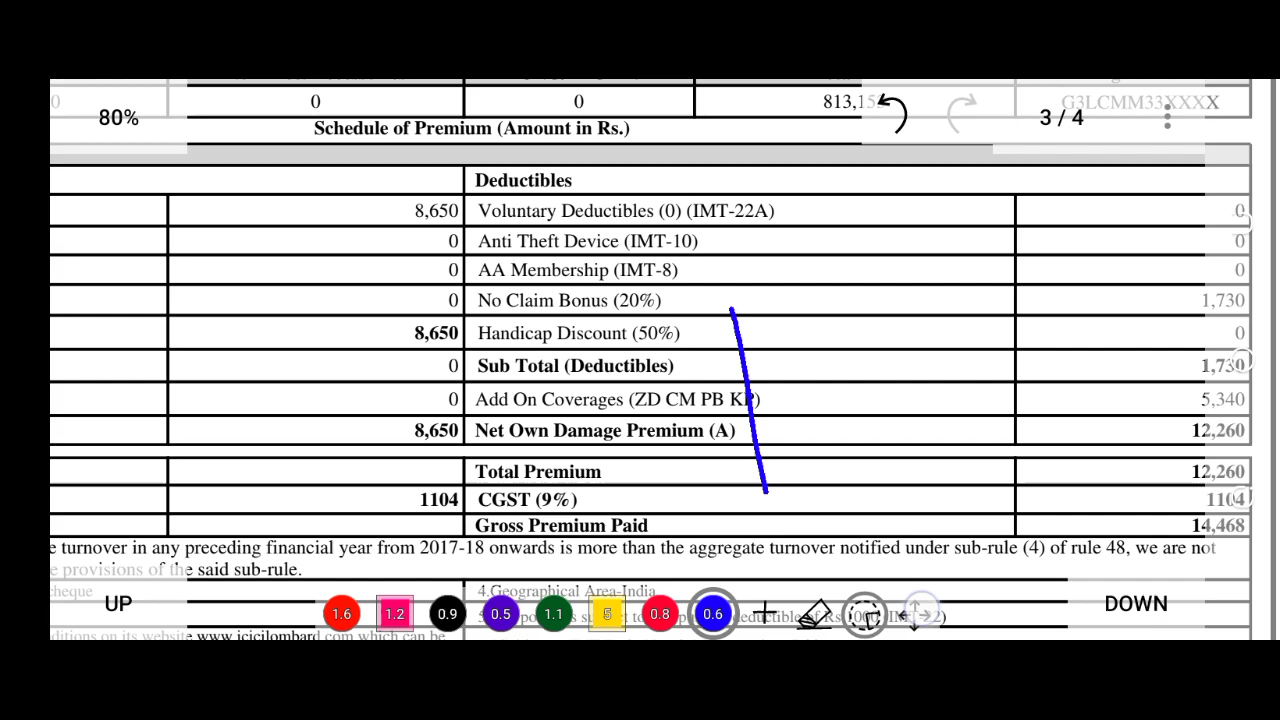 0 0 0 813,15 G3LCMM33XXXX
80% 3 / 4
Schedule of Premium (Amount in Rs.)
Deductibles
8,650 Voluntary Deductibles (0) (IMT-22A) 0
0 Anti Theft Device (IMT-10) 0
0 AA Membership (IMT-8) 0
0 No Claim Bonus (20%) 1,730
8,650 Handicap Discount (50%) 0
0 Sub Total (Deductibles) 1,730
0 Add On Coverages (ZD CM PB KP) 5,340
8,650 Net Own Damage Premium (A) 12,260
Total Premium 12,260
1104 CGST (9%) 1104
Gross Premium Paid 14,468
e turnover in any preceding financial year from 2017-18 onwards is more than the aggregate turnover notified under sub-rule (4) of rule 48, we are not
e provisions of the said sub-rule.
cheque 4.Geographical Area-India
UP 1.6 1.2 0.9 0.5 1.1 5 0.8 0.6 DOWN
ditions on its website www.icicilombard.com which can be